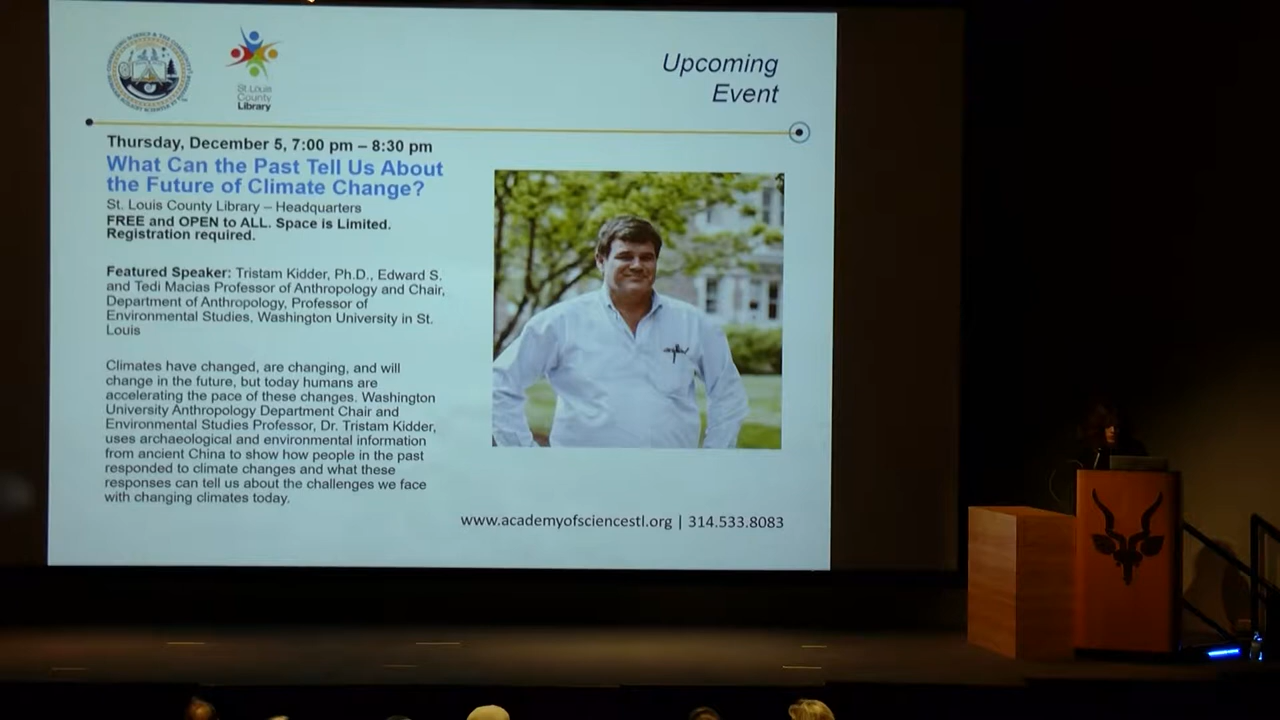 St. Louis
County
Library
Upcoming
Event
Thursday, December 5, 7:00 pm – 8:30 pm
What Can the Past Tell Us About
the Future of Climate Change?
St. Louis County Library – Headquarters
FREE and OPEN to ALL. Space is Limited.
Registration required.
Featured Speaker: Tristam Kidder, Ph.D., Edward S.
and Tedi Macias Professor of Anthropology and Chair,
Department of Anthropology, Professor of
Environmental Studies, Washington University in St.
Louis
Climates have changed, are changing, and will
change in the future, but today humans are
accelerating the pace of these changes. Washington
University Anthropology Department Chair and
Environmental Studies Professor, Dr. Tristam Kidder,
uses archaeological and environmental information
from ancient China to show how people in the past
responded to climate changes and what these
responses can tell us about the challenges we face
with changing climates today.
www.academyofsciencestl.org | 314.533.8083